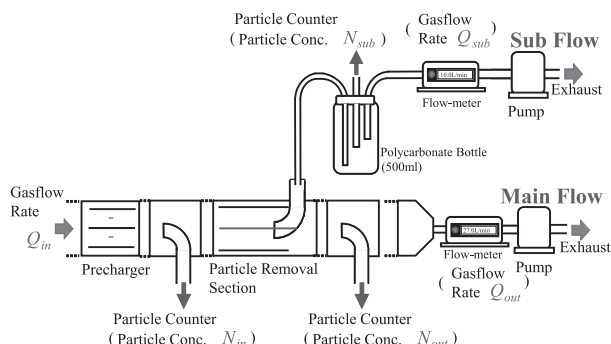 Particle Counter
( Particle Conc. N_sub )
(Gasflow
Rate Q_sub )
Sub Flow
10.0L/min
Exhaust
Flow-meter
Pump
Polycarbonate Bottle
(500ml)
Gasflow
Rate
Q_in
Main Flow
27.0L/min
Exhaust
Precharger
Particle Removal
Section
Flow-meter
Pump
( Gasflow
Rate Q_out )
Particle Counter
( Particle Conc. N_in )
Particle Counter
( Particle Conc. N_out )